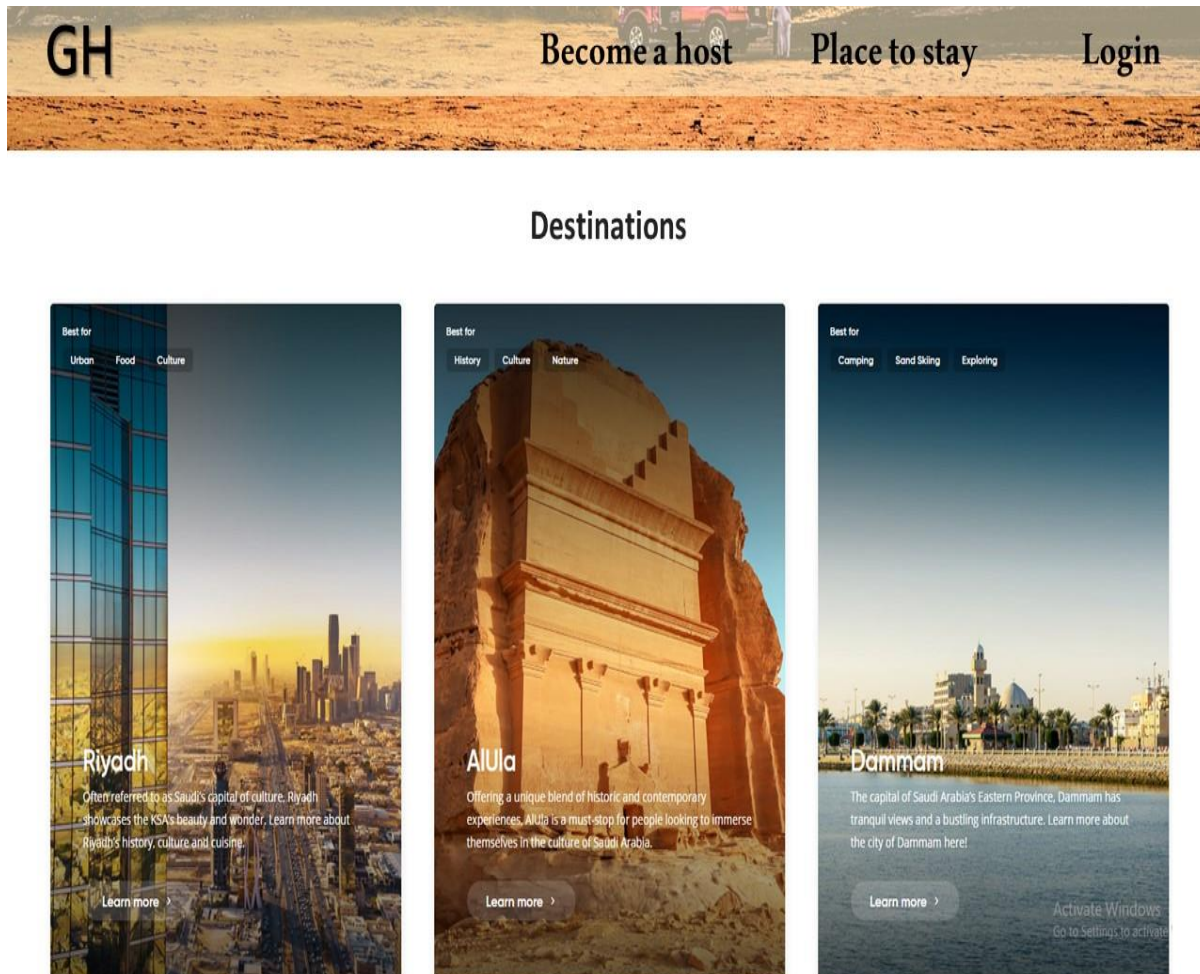 GH
Become a host
Place to stay
Login
Destinations
Best for
Urban Food Culture
Riyadh
Often referred to as Saudi's capital of culture, Riyadh
showcases the KSA's beauty and wonder. Learn more about
Riyadh's history, culture and cuisine.
Learn more ›
Best for
History Culture Nature
AlUla
Offering a unique blend of historic and contemporary
experiences, AlUla is a must-stop for people looking to immerse
themselves in the culture of Saudi Arabia.
Learn more ›
Best for
Camping Sand Skiing Exploring
Dammam
The capital of Saudi Arabia's Eastern Province, Dammam has
tranquil views and a bustling infrastructure. Learn more about
the city of Dammam here!
Learn more ›
Activate Windows
Go to Settings to activate